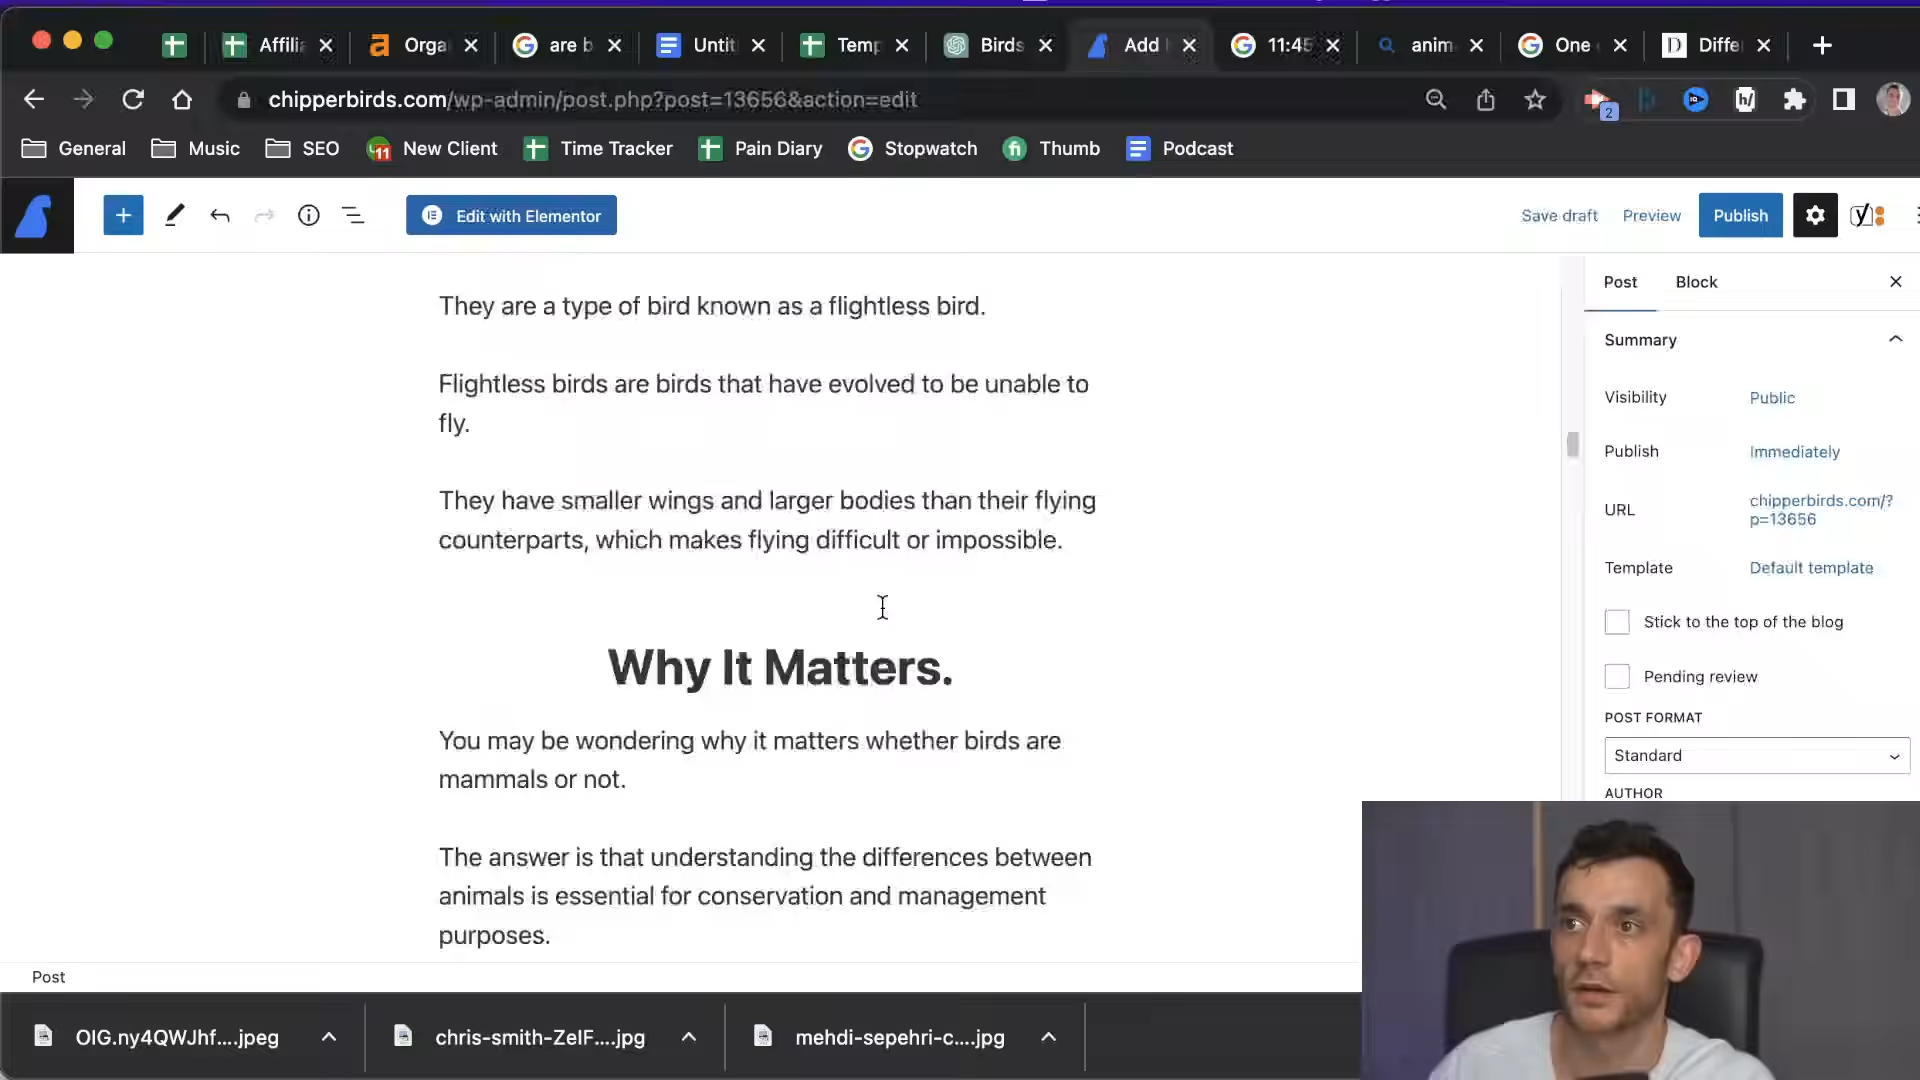 Affilia
Orga
are b
Untit
Temp
Birds
Add
11:45
anim
One
Differ
chipperbirds.com/wp-admin/post.php?post=13656&action=edit
2
General
Music
SEO
11
New Client
Time Tracker
Pain Diary
Stopwatch
Thumb
Podcast
Edit with Elementor
Save draft
Preview
Publish
They are a type of bird known as a flightless bird.
Flightless birds are birds that have evolved to be unable to
fly.
They have smaller wings and larger bodies than their flying
counterparts, which makes flying difficult or impossible.
Why It Matters.
You may be wondering why it matters whether birds are
mammals or not.
The answer is that understanding the differences between
animals is essential for conservation and management
purposes.
Post
Block
Summary
Visibility
Public
Publish
Immediately
URL
chipperbirds.com/?
p=13656
Template
Default template
Stick to the top of the blog
Pending review
POST FORMAT
Standard
AUTHOR
Post
OIG.ny4QWJhf....jpeg
chris-smith-ZeIF....jpg
mehdi-sepehri-c....jpg